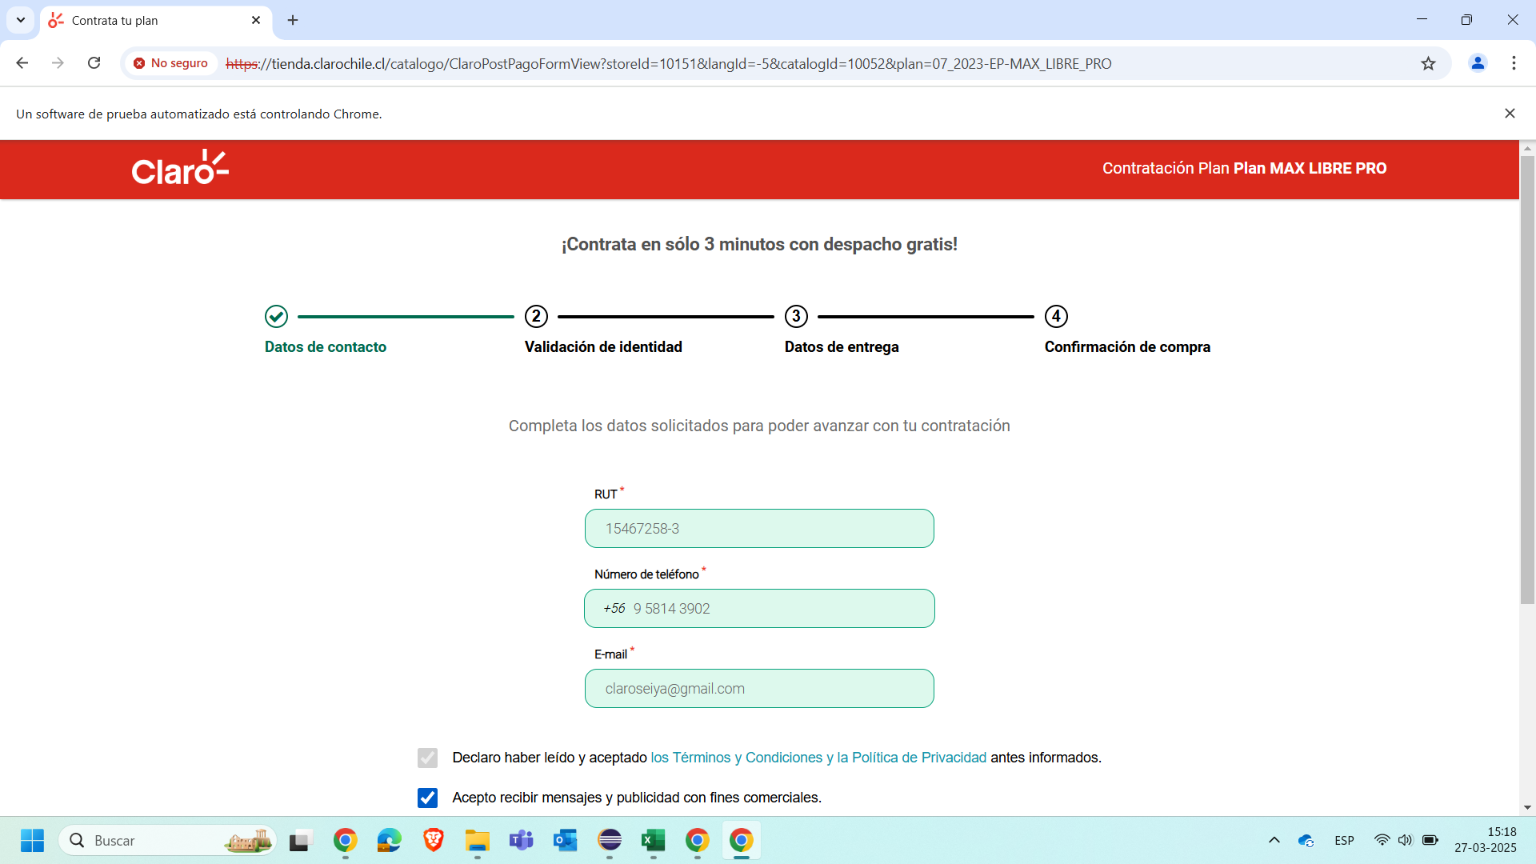 Contrata tu plan
No seguro
https://tienda.clarochile.cl/catalogo/ClaroPostPagoFormView?storeId=10151&langId=-5&catalogId=10052&plan=07_2023-EP-MAX_LIBRE_PRO
Un software de prueba automatizado está controlando Chrome.
Claro
Contratación Plan Plan MAX LIBRE PRO
¡Contrata en sólo 3 minutos con despacho gratis!
2
3
4
Datos de contacto
Validación de identidad
Datos de entrega
Confirmación de compra
Completa los datos solicitados para poder avanzar con tu contratación
RUT *
15467258-3
Número de teléfono *
+56 9 5814 3902
E-mail *
claroseiya@gmail.com
Declaro haber leído y aceptado los Términos y Condiciones y la Política de Privacidad antes informados.
Acepto recibir mensajes y publicidad con fines comerciales.
Buscar
ESP
15:18
27-03-2025